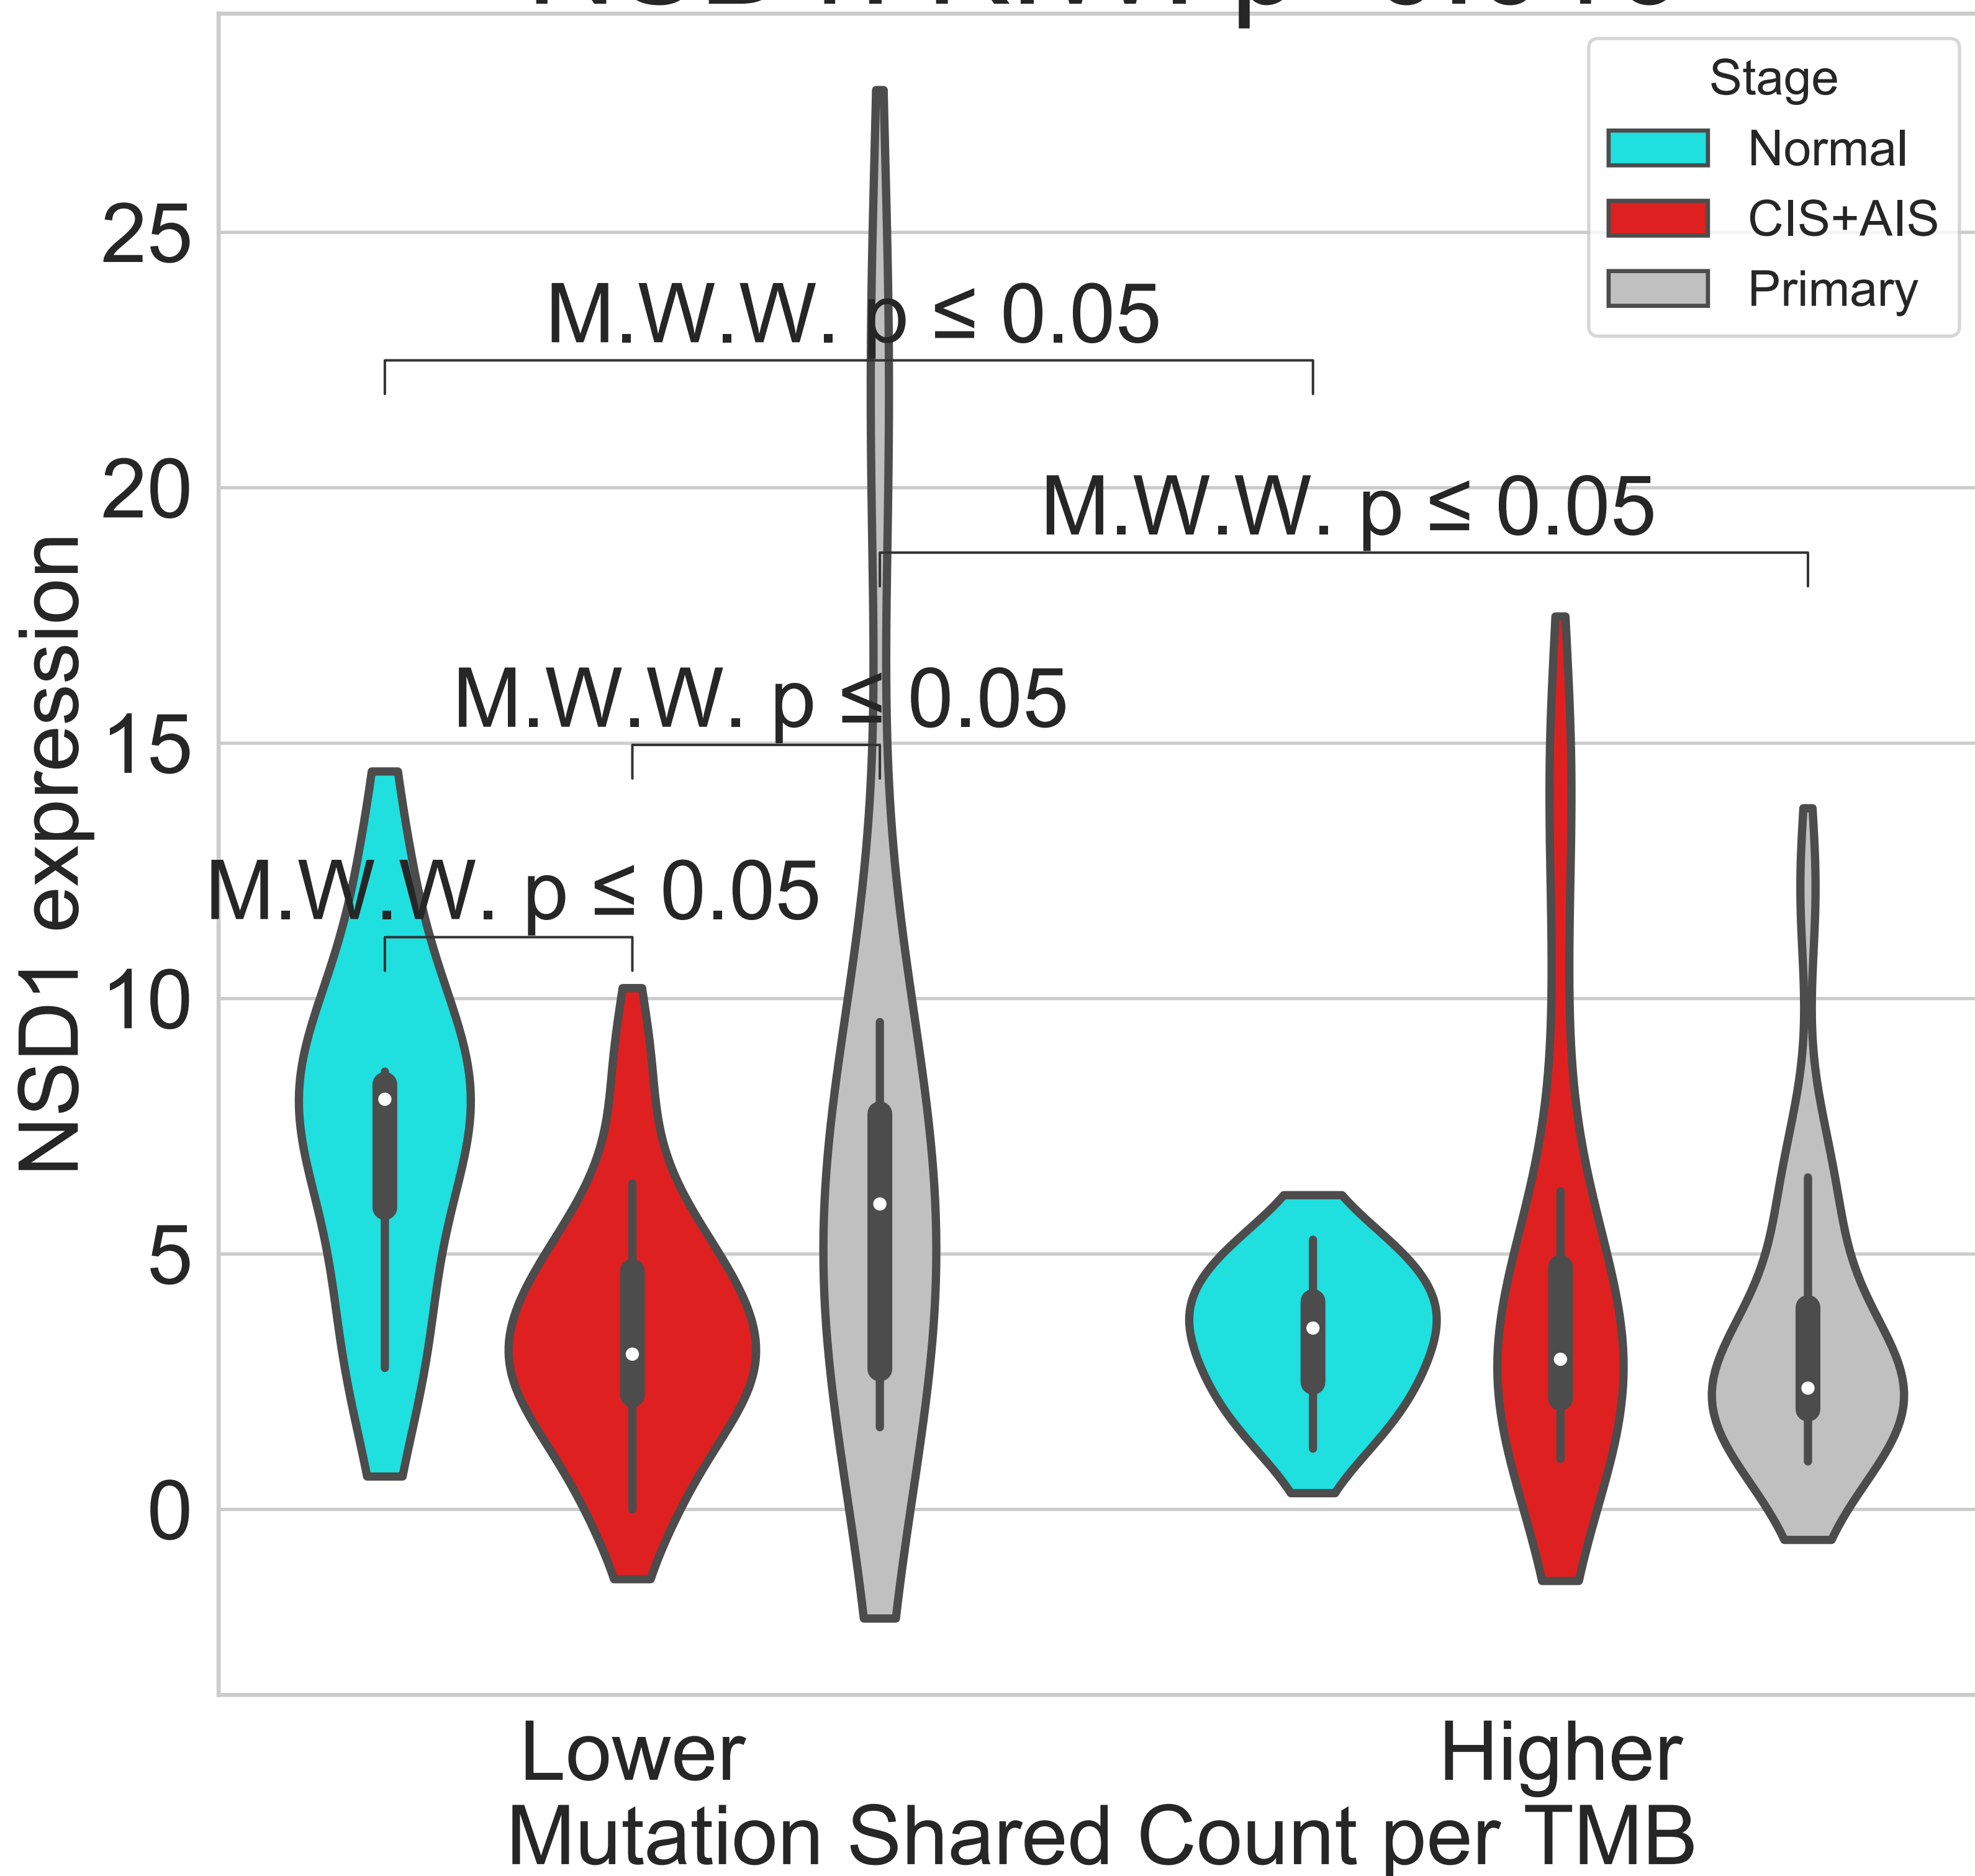 Stage
Normal
CIS+AIS
Primary
25
20
15
10
5
0
NSD1 expression
M.W.W. p ≤ 0.05
M.W.W. p ≤ 0.05
M.W.W. p ≤ 0.05
M.W.W. p ≤ 0.05
Lower
Higher
Mutation Shared Count per TMB